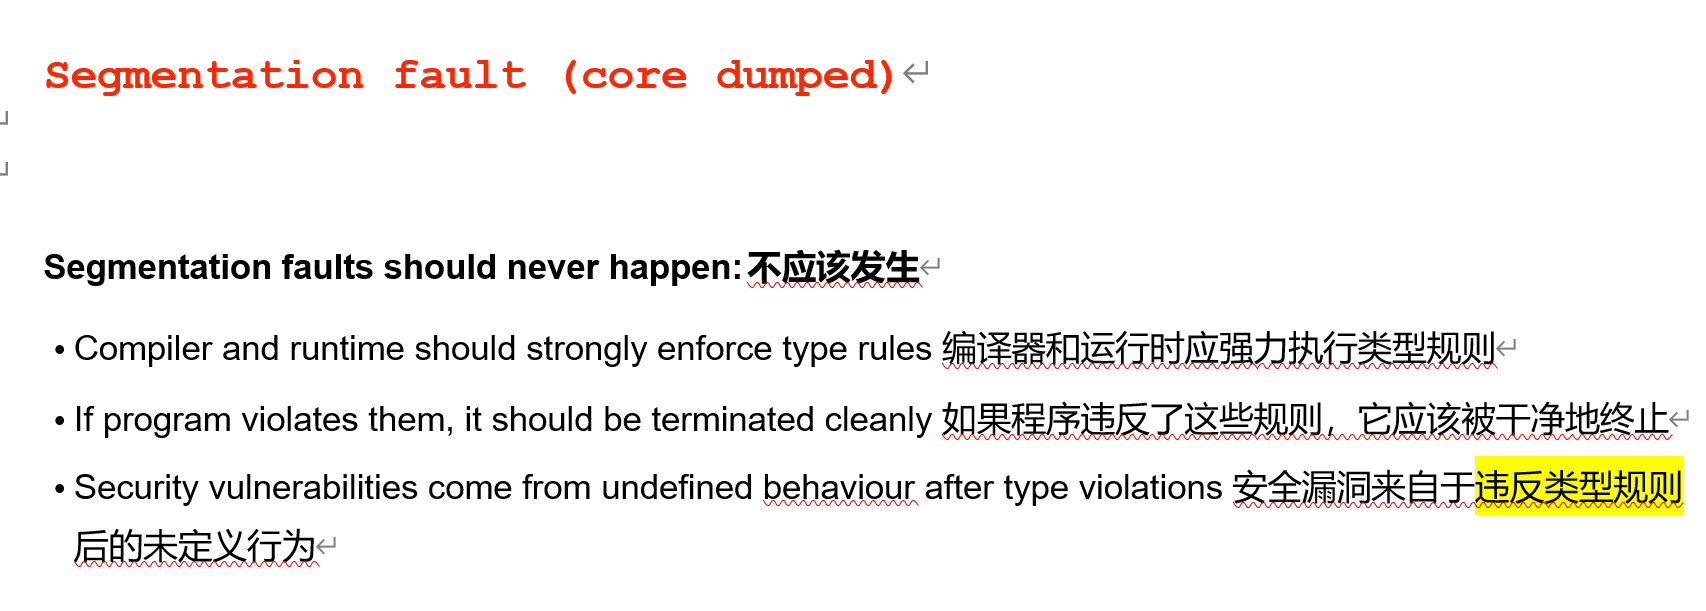 Segmentation fault (core dumped)
Segmentation faults should never happen:不应该发生
• Compiler and runtime should strongly enforce type rules 编译器和运行时应强力执行类型规则
• If program violates them, it should be terminated cleanly 如果程序违反了这些规则，它应该被干净地终止
• Security vulnerabilities come from undefined behaviour after type violations 安全漏洞来自于违反类型规则
后的未定义行为